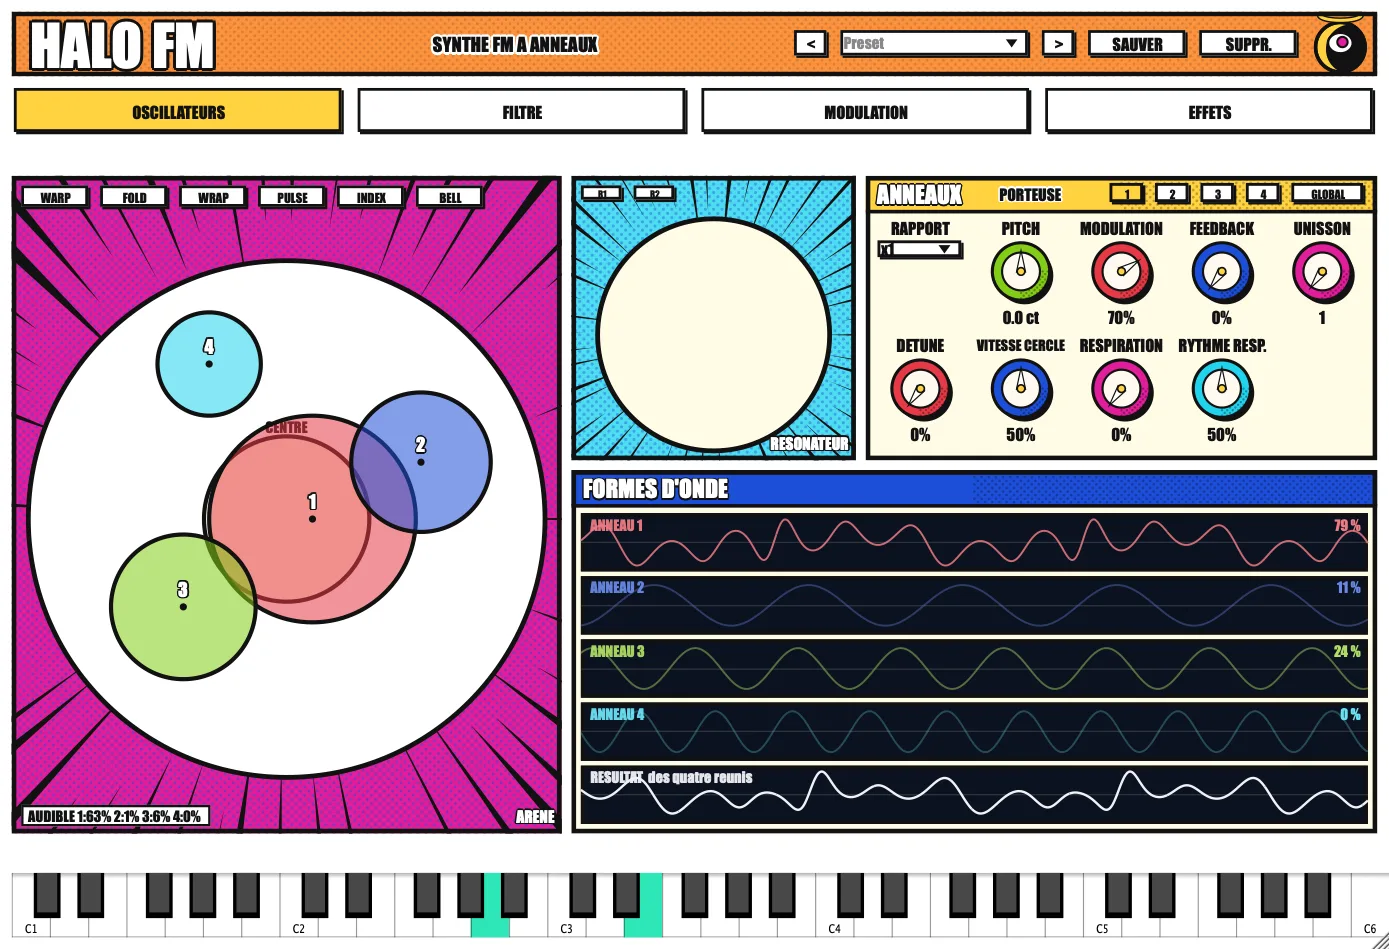 HALO FM
SYNTHE FM A ANNEAUX
<
Preset
>
SAUVER
SUPPR.
OSCILLATEURS
FILTRE
MODULATION
EFFETS
WARP
FOLD
WRAP
PULSE
INDEX
BELL
4
CENTRE
2
1
3
AUDIBLE 1:63% 2:1% 3:6% 4:0%
ARENE
R1
R2
RESONATEUR
ANNEAUX
PORTEUSE
1
2
3
4
GLOBAL
RAPPORT
PITCH
MODULATION
FEEDBACK
UNISSON
x1
0.0 ct
70%
0%
1
DETUNE
VITESSE CERCLE
RESPIRATION
RYTHME RESP.
0%
50%
0%
50%
FORMES D'ONDE
ANNEAU 1
79 %
ANNEAU 2
11 %
ANNEAU 3
24 %
ANNEAU 4
0 %
RESULTAT des quatre reunis
C1
C2
C3
C4
C5
C6